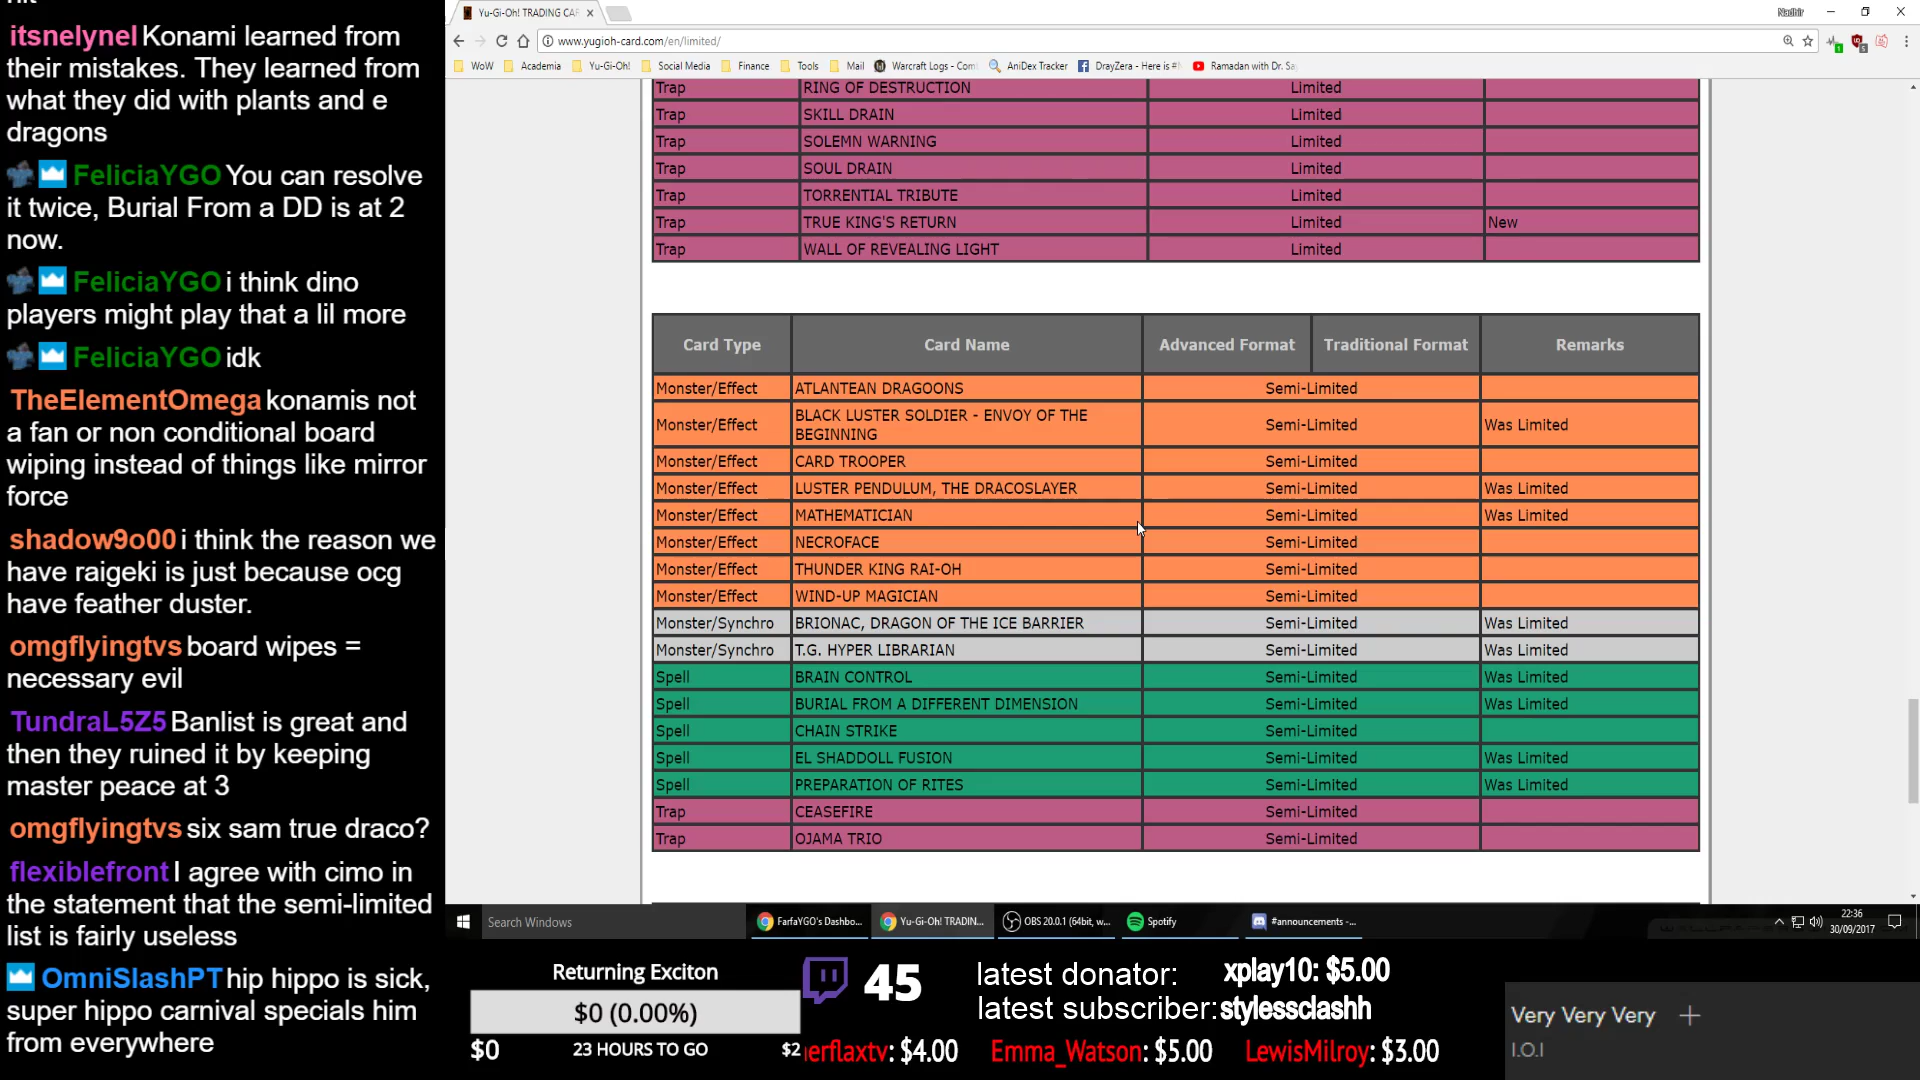 itsnelynel Konami learned from
their mistakes. They learned from
what they did with plants and e
dragons
FeliciaYGO You can resolve
it twice, Burial From a DD is at 2
now.
FeliciaYGO i think dino
players might play that a lil more
FeliciaYGO idk
TheElementOmega konamis not
a fan or non conditional board
wiping instead of things like mirror
force
shadow9o00 i think the reason we
have raigeki is just because ocg
have feather duster.
omgflyingtvs board wipes =
necessary evil
TundraL5Z5 Banlist is great and
then they ruined it by keeping
master peace at 3
omgflyingtvs six sam true draco?
flexiblefront I agree with cimo in
the statement that the semi-limited
list is fairly useless
OmniSlashPT hip hippo is sick,
super hippo carnival specials him
from everywhere
Yu-Gi-Oh! TRADING CAR
Nadhir
www.yugioh-card.com/en/limited/
WoW Academia Yu-Gi-Oh! Social Media Finance Tools Mail Warcraft Logs - Com AniDex Tracker DrayZera - Here is #N Ramadan with Dr. Sa
Trap RING OF DESTRUCTION Limited
Trap SKILL DRAIN Limited
Trap SOLEMN WARNING Limited
Trap SOUL DRAIN Limited
Trap TORRENTIAL TRIBUTE Limited
Trap TRUE KING'S RETURN Limited New
Trap WALL OF REVEALING LIGHT Limited
Card Type Card Name Advanced Format Traditional Format Remarks
Monster/Effect ATLANTEAN DRAGOONS Semi-Limited
Monster/Effect BLACK LUSTER SOLDIER - ENVOY OF THE
BEGINNING Semi-Limited Was Limited
Monster/Effect CARD TROOPER Semi-Limited
Monster/Effect LUSTER PENDULUM, THE DRACOSLAYER Semi-Limited Was Limited
Monster/Effect MATHEMATICIAN Semi-Limited Was Limited
Monster/Effect NECROFACE Semi-Limited
Monster/Effect THUNDER KING RAI-OH Semi-Limited
Monster/Effect WIND-UP MAGICIAN Semi-Limited
Monster/Synchro BRIONAC, DRAGON OF THE ICE BARRIER Semi-Limited Was Limited
Monster/Synchro T.G. HYPER LIBRARIAN Semi-Limited Was Limited
Spell BRAIN CONTROL Semi-Limited Was Limited
Spell BURIAL FROM A DIFFERENT DIMENSION Semi-Limited Was Limited
Spell CHAIN STRIKE Semi-Limited
Spell EL SHADDOLL FUSION Semi-Limited Was Limited
Spell PREPARATION OF RITES Semi-Limited Was Limited
Trap CEASEFIRE Semi-Limited
Trap OJAMA TRIO Semi-Limited
Search Windows FarfaYGO's Dashbo... Yu-Gi-Oh! TRADIN... OBS 20.0.1 (64bit, w... Spotify #announcements -...
22:36
30/09/2017
Returning Exciton
$0 (0.00%)
$0 23 HOURS TO GO $2
45
latest donator: xplay10: $5.00
latest subscriber: stylessclashh
nerflaxtv: $4.00 Emma_Watson: $5.00 LewisMilroy: $3.00
Very Very Very
I.O.I